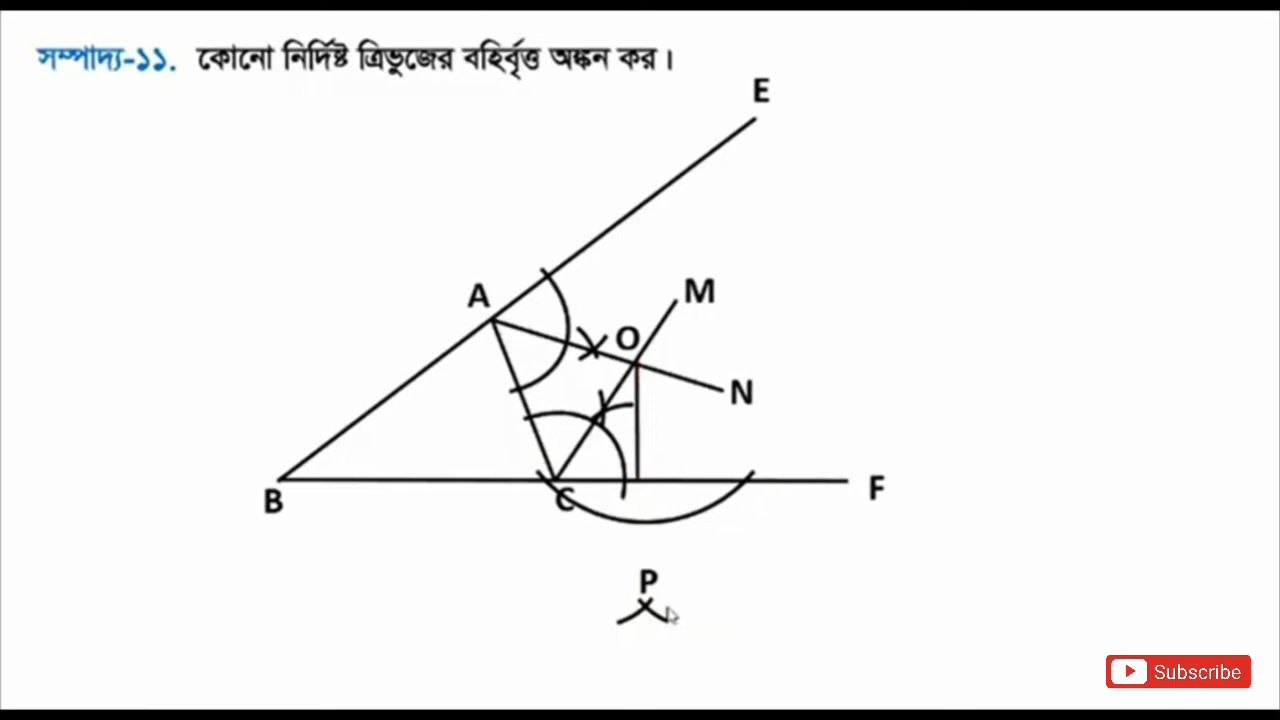 সম্পাদ্য-১১. কোনো নির্দিষ্ট ত্রিভুজের বহির্বৃত্ত অঙ্কন কর।
E
A
M
O
N
B
C
F
P
Subscribe